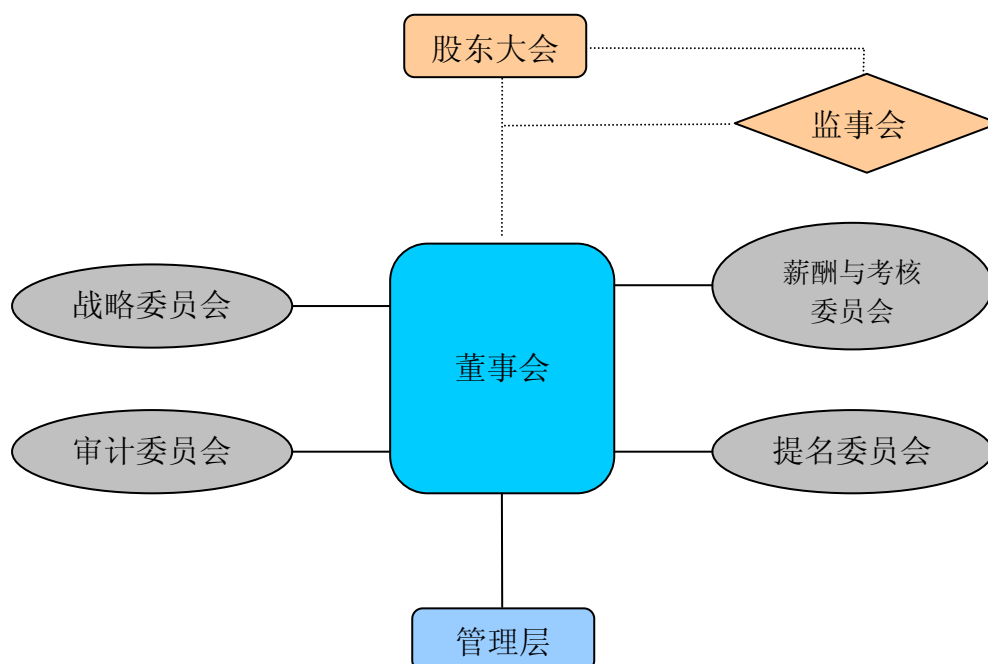 股东大会
监事会
薪酬与考核
委员会
战略委员会
董事会
审计委员会
提名委员会
管理层